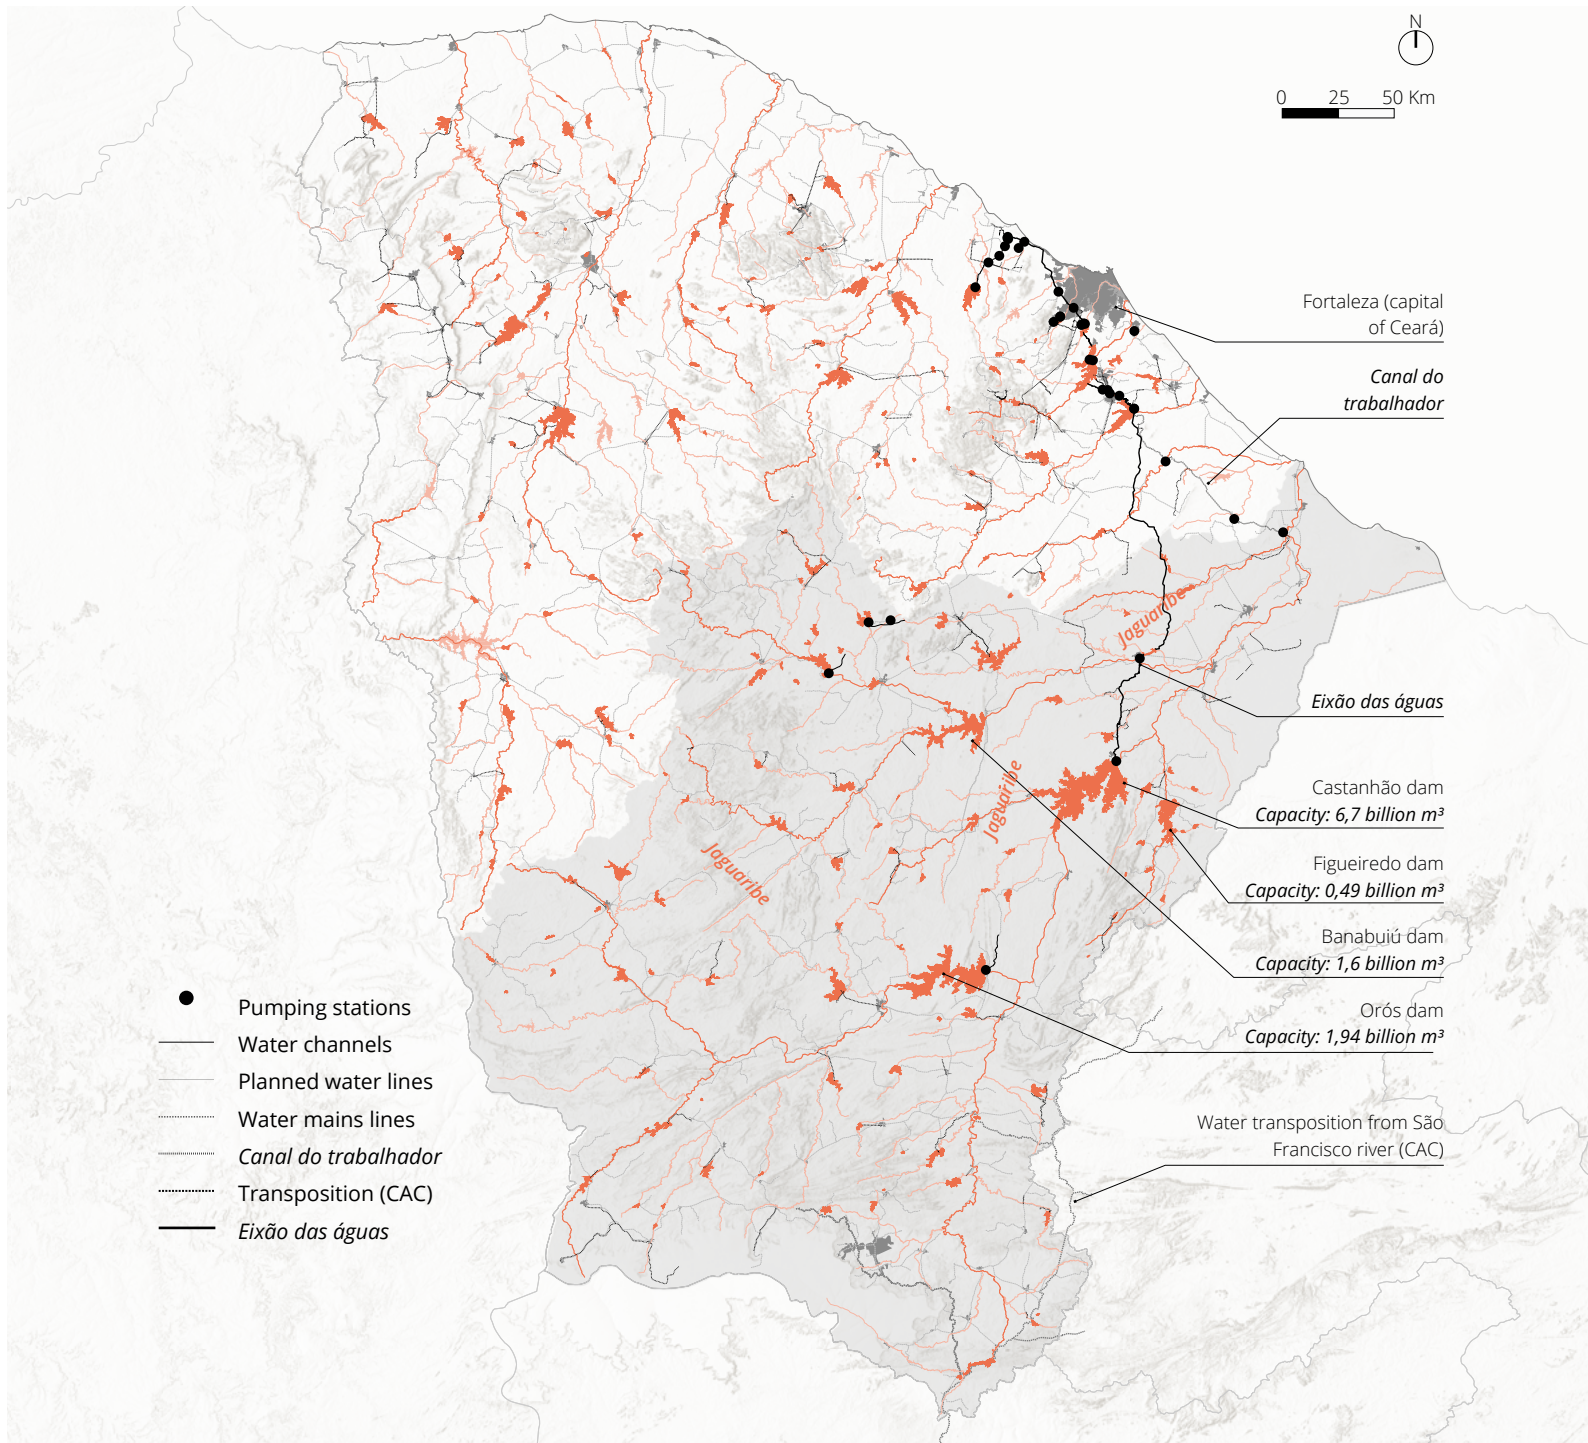 N
0 25 50 Km
Fortaleza (capital
of Ceará)
Canal do
trabalhador
Jaguaribe
Eixão das águas
Jaguaribe
Castanhão dam
Capacity: 6,7 billion m³
Jaguaribe
Figueiredo dam
Capacity: 0,49 billion m³
Banabuiú dam
Capacity: 1,6 billion m³
Orós dam
Capacity: 1,94 billion m³
Water transposition from São
Francisco river (CAC)
Pumping stations
Water channels
Planned water lines
Water mains lines
Canal do trabalhador
Transposition (CAC)
Eixão das águas